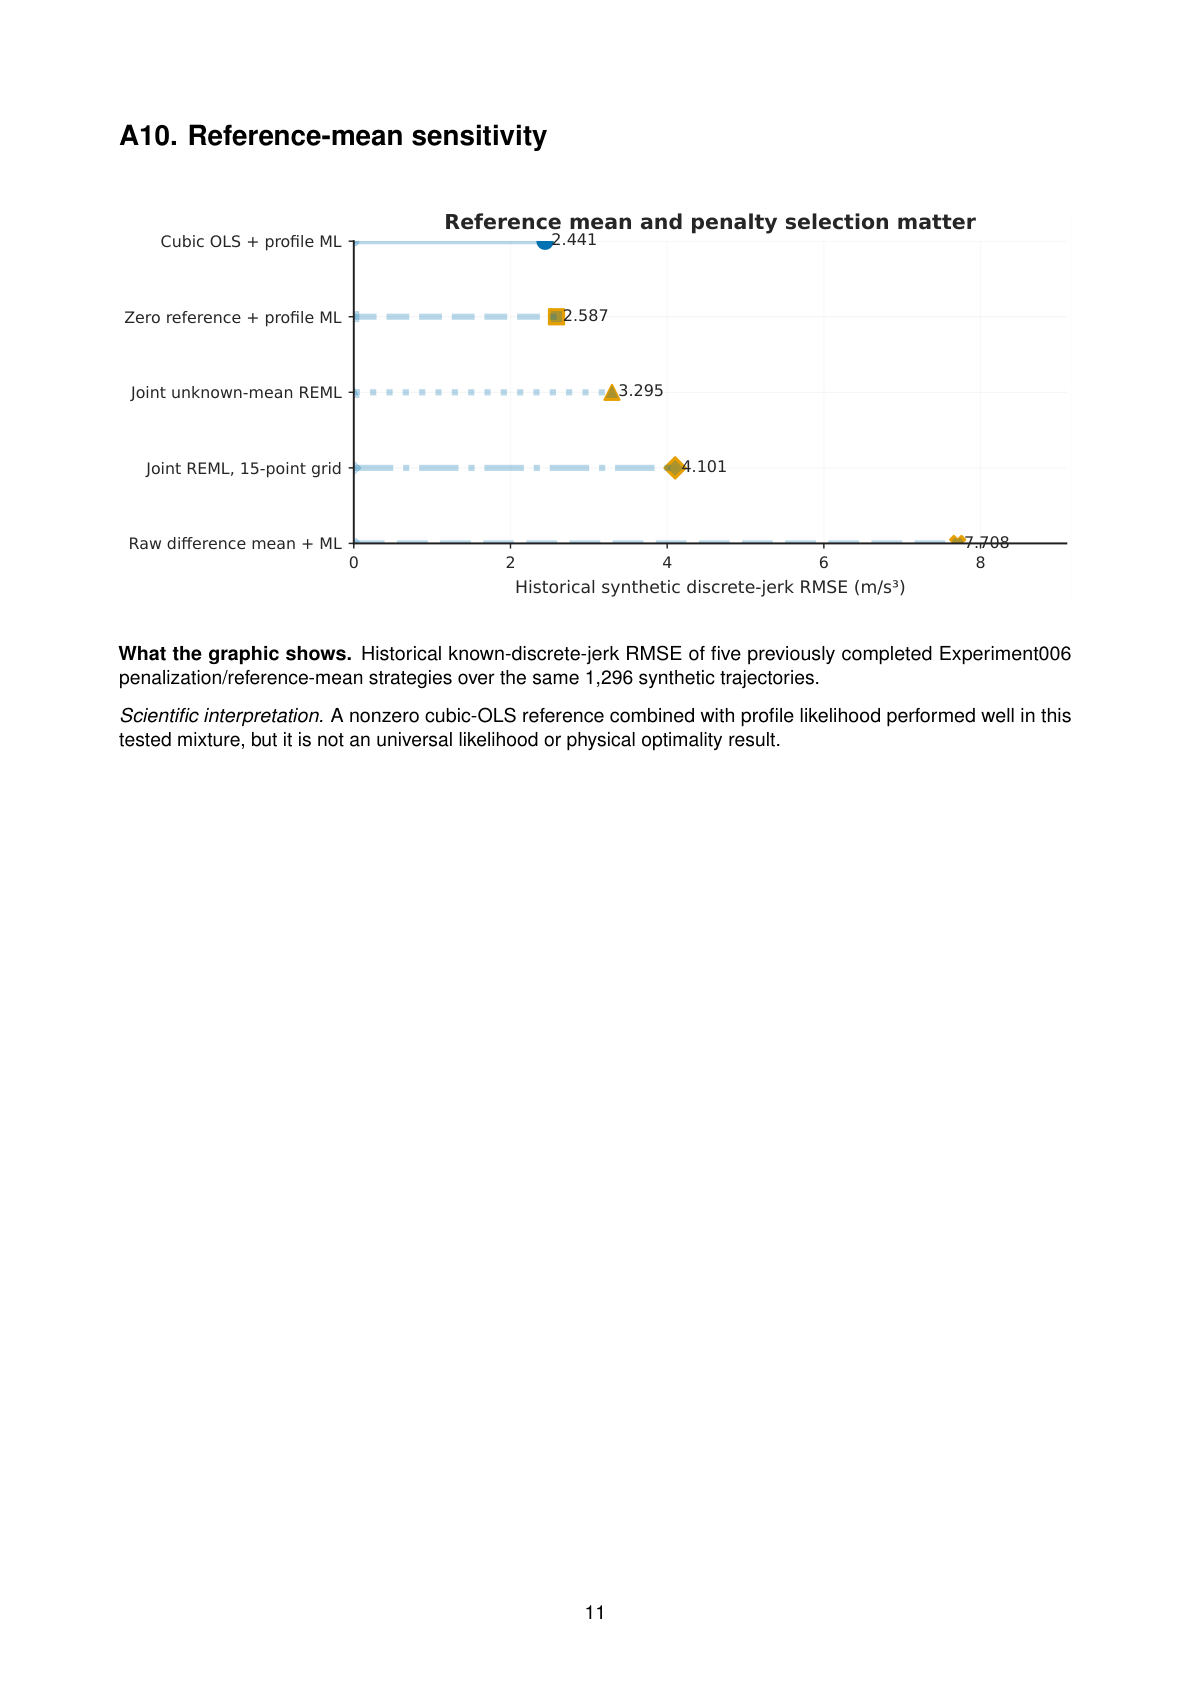 A10. Reference-mean sensitivity
Reference mean and penalty selection matter
Cubic OLS + profile ML
2.441
Zero reference + profile ML
2.587
Joint unknown-mean REML
3.295
Joint REML, 15-point grid
4.101
Raw difference mean + ML
7.708
0 2 4 6 8
Historical synthetic discrete-jerk RMSE (m/s³)
What the graphic shows. Historical known-discrete-jerk RMSE of five previously completed Experiment006
penalization/reference-mean strategies over the same 1,296 synthetic trajectories.
Scientific interpretation. A nonzero cubic-OLS reference combined with profile likelihood performed well in this
tested mixture, but it is not an universal likelihood or physical optimality result.
11